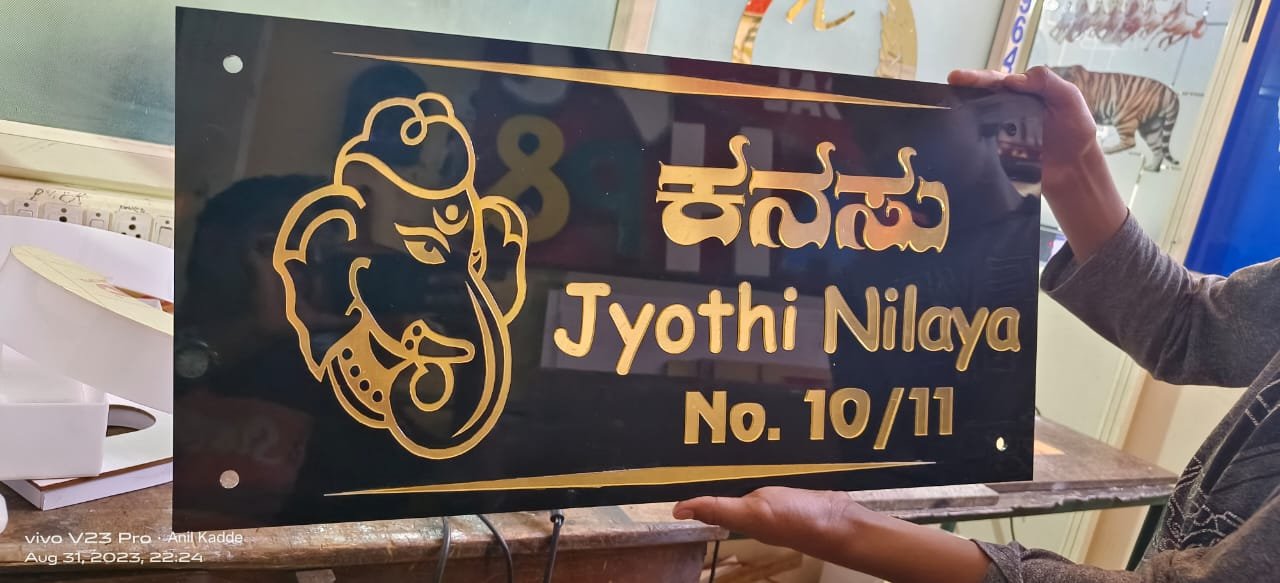 ಕನಸು
Jyothi Nilaya
No. 10/11
vivo V23 Pro · Anil Kadde
Aug 31, 2023, 22:24